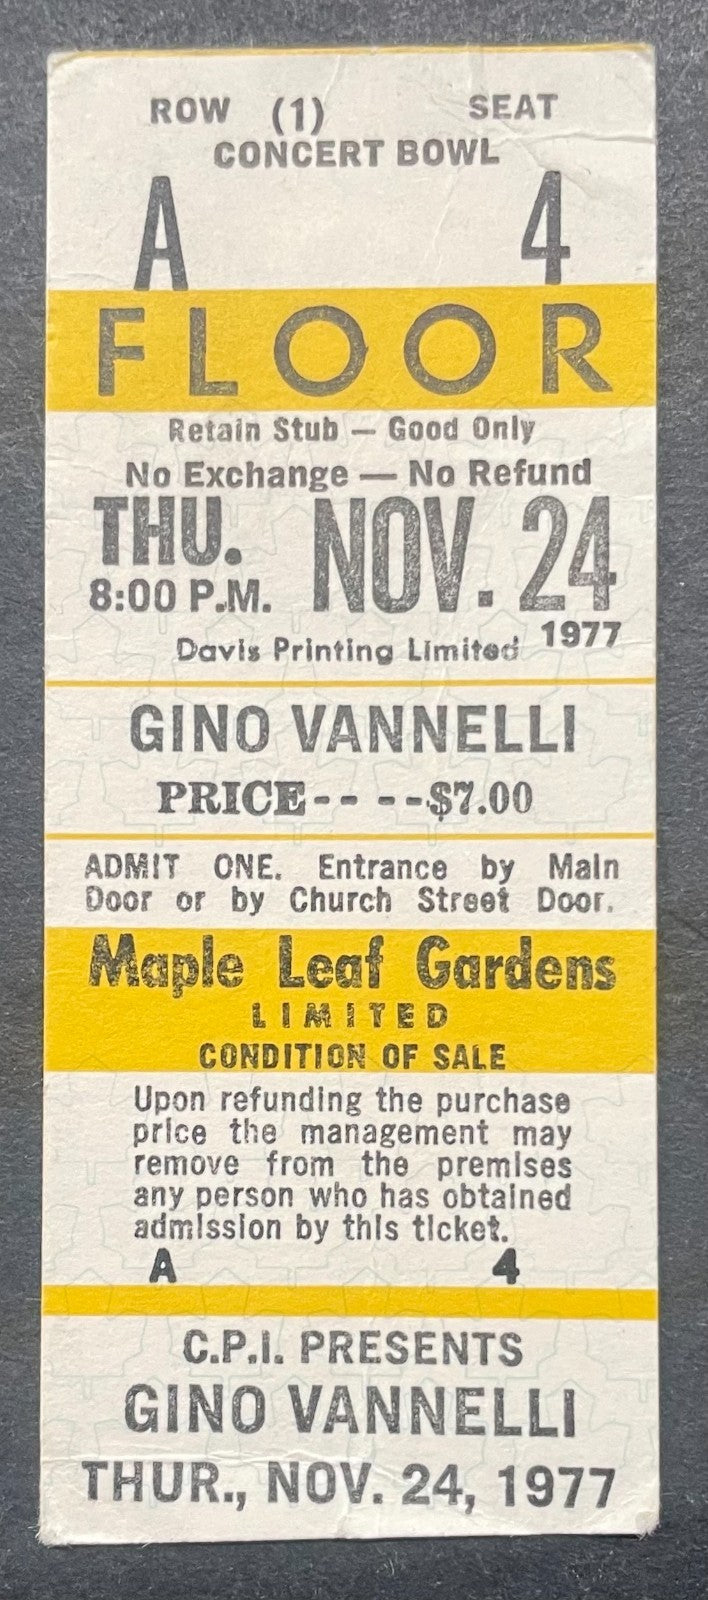 ROW (1) SEAT
CONCERT BOWL
A 4
FLOOR
Retain Stub — Good Only
No Exchange — No Refund
THU. NOV. 24
8:00 P.M.
Davis Printing Limited 1977
GINO VANNELLI
PRICE-- --$7.00
ADMIT ONE. Entrance by Main
Door or by Church Street Door.
Maple Leaf Gardens
LIMITED
CONDITION OF SALE
Upon refunding the purchase
price the management may
remove from the premises
any person who has obtained
admission by this ticket.
A 4
C.P.I. PRESENTS
GINO VANNELLI
THUR., NOV. 24, 1977